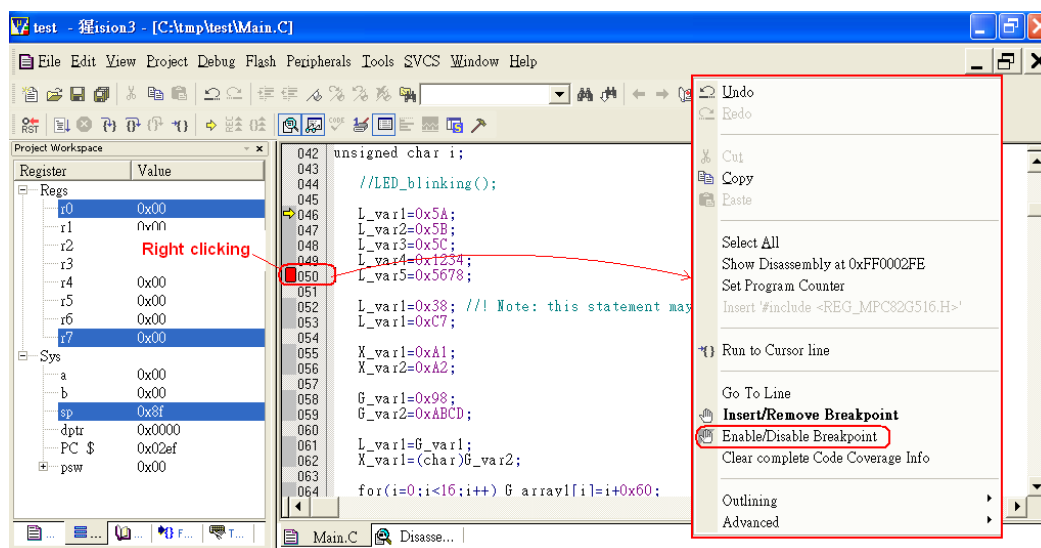 test - 猩ision3 - [C:\tmp\test\Main.C]
File Edit View Project Debug Flash Peripherals Tools SVCS Window Help
RST
CODE
Project Workspace
Register Value
Regs
r0 0x00
r1 0x00
r2
r3
r4 0x00
r5 0x00
r6 0x00
r7 0x00
Sys
a 0x00
b 0x00
sp 0x8f
dptr 0x0000
PC $ 0x02ef
psw 0x00
F...
T...
Right clicking
042 unsigned char i;
043
044 //LED_blinking();
045
046 L_var1=0x5A;
047 L_var2=0x5B;
048 L_var3=0x5C;
049 L_var4=0x1234;
050 L_var5=0x5678;
051
052 L_var1=0x38; //! Note: this statement may
053 L_var1=0xC7;
054
055 X_var1=0xA1;
056 X_var2=0xA2;
057
058 G_var1=0x98;
059 G_var2=0xABCD;
060
061 L_var1=G_var1;
062 X_var1=(char)G_var2;
063
064 for(i=0;i<16;i++) G_array1[i]=i+0x60;
Main.C Disasse...
Undo
Redo
Cut
Copy
Paste
Select All
Show Disassembly at 0xFF0002FE
Set Program Counter
Insert '#include <REG_MPC82G516.H>'
Run to Cursor line
Go To Line
Insert/Remove Breakpoint
Enable/Disable Breakpoint
Clear complete Code Coverage Info
Outlining
Advanced